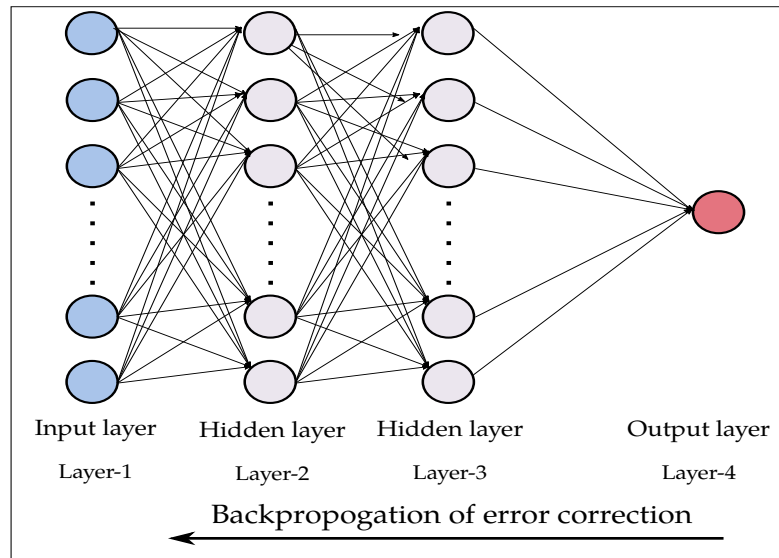 Input layer
Hidden layer
Hidden layer
Output layer
Layer-1
Layer-2
Layer-3
Layer-4
Backpropogation of error correction